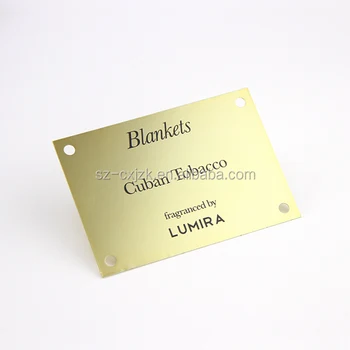 Blankets
sz-cxjzk.en.alibaba.com
Cuban Tobacco
fragranced by
LUMIRA